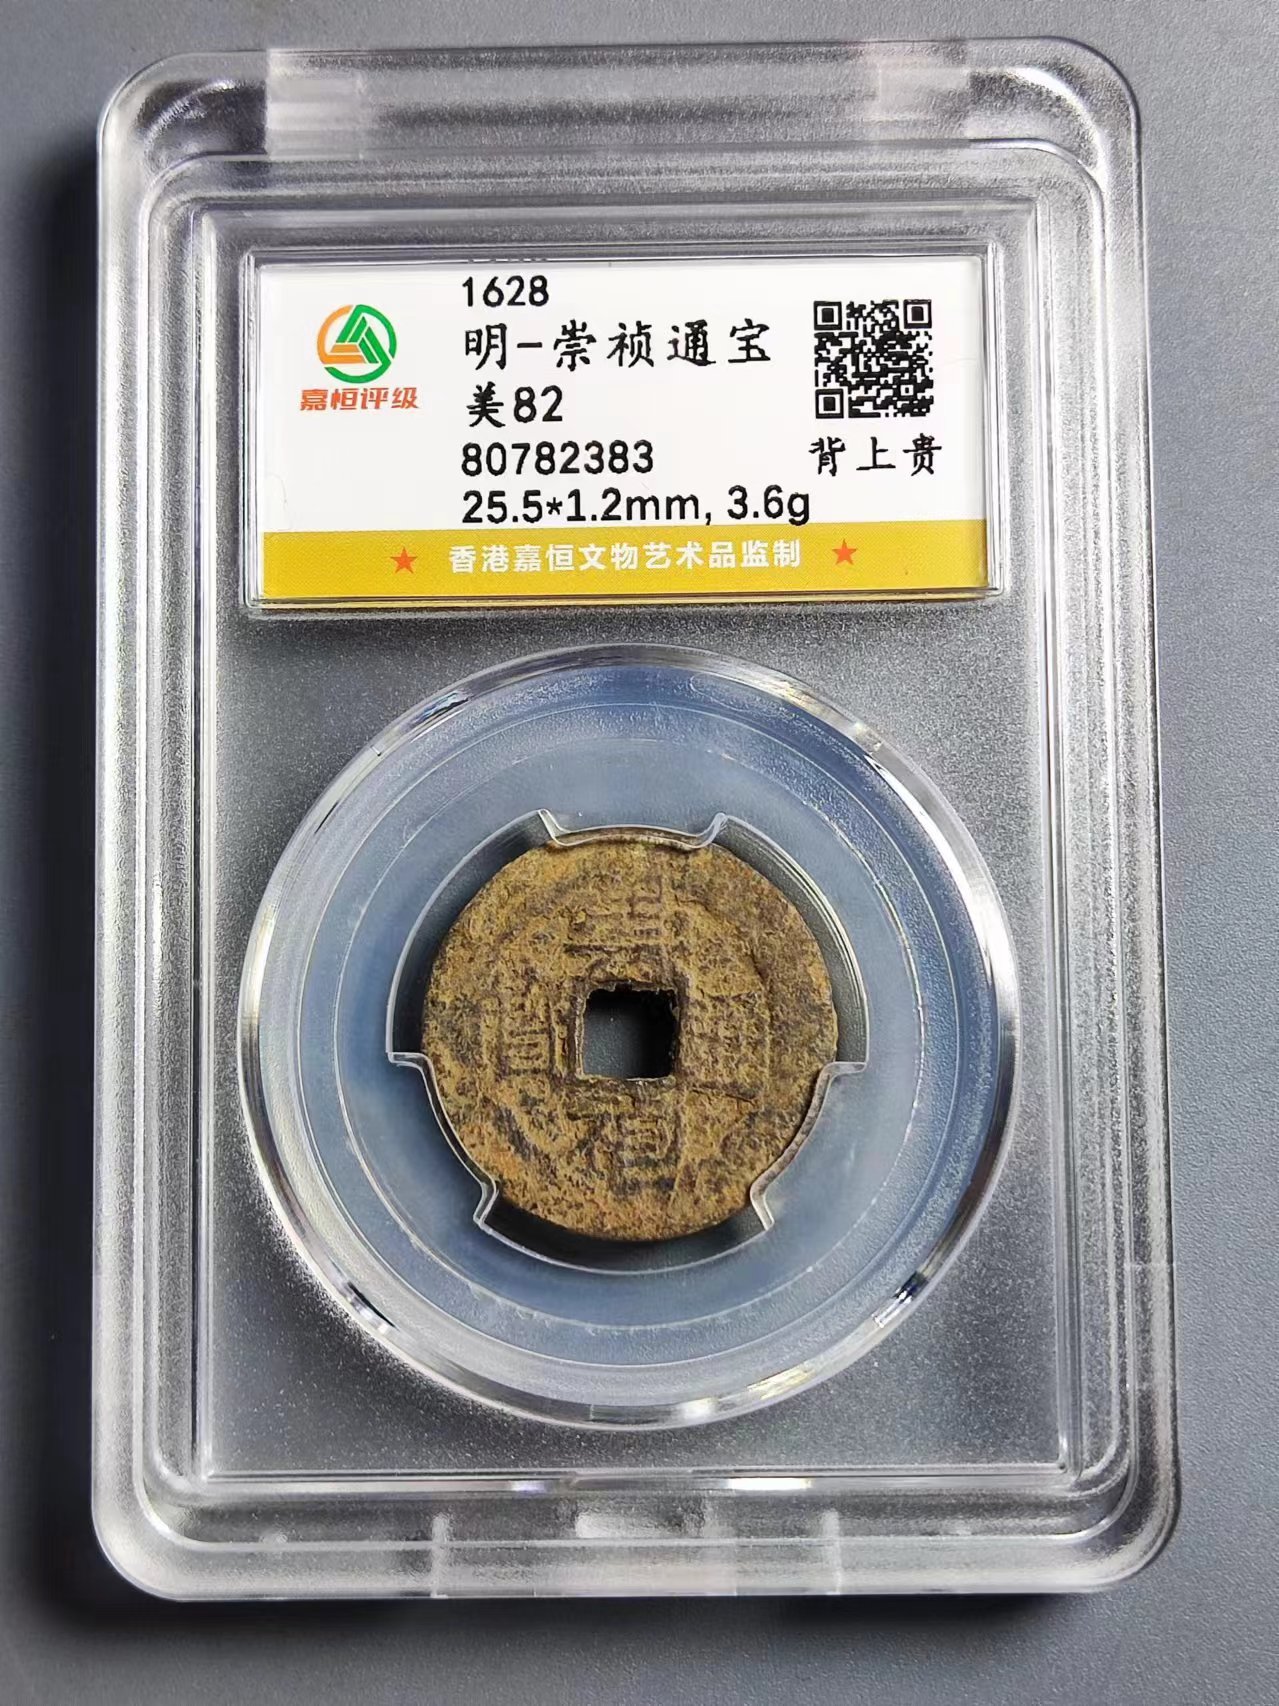 1628
明-崇祯通宝
嘉恒评级
美82
80782383
背上贵
25.5*1.2mm, 3.6g
★ 香港嘉恒文物艺术品监制 ★
崇
寶 通
禎